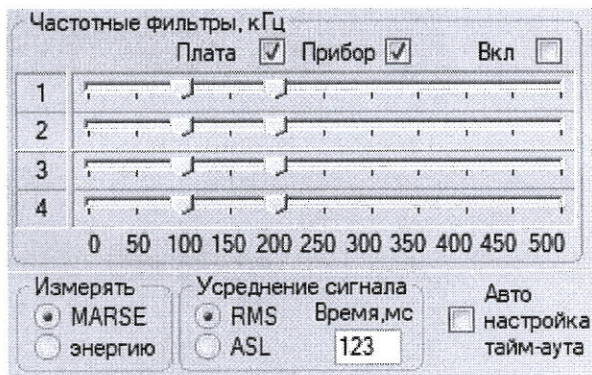 Частотные фильтры, кГц
Плата Прибор Вкл
1
2
3
4
0 50 100 150 200 250 300 350 400 450 500
Измерять
MARSE
энергию
Усреднение сигнала
RMS Время,мс
ASL 123
Авто
настройка
тайм-аута